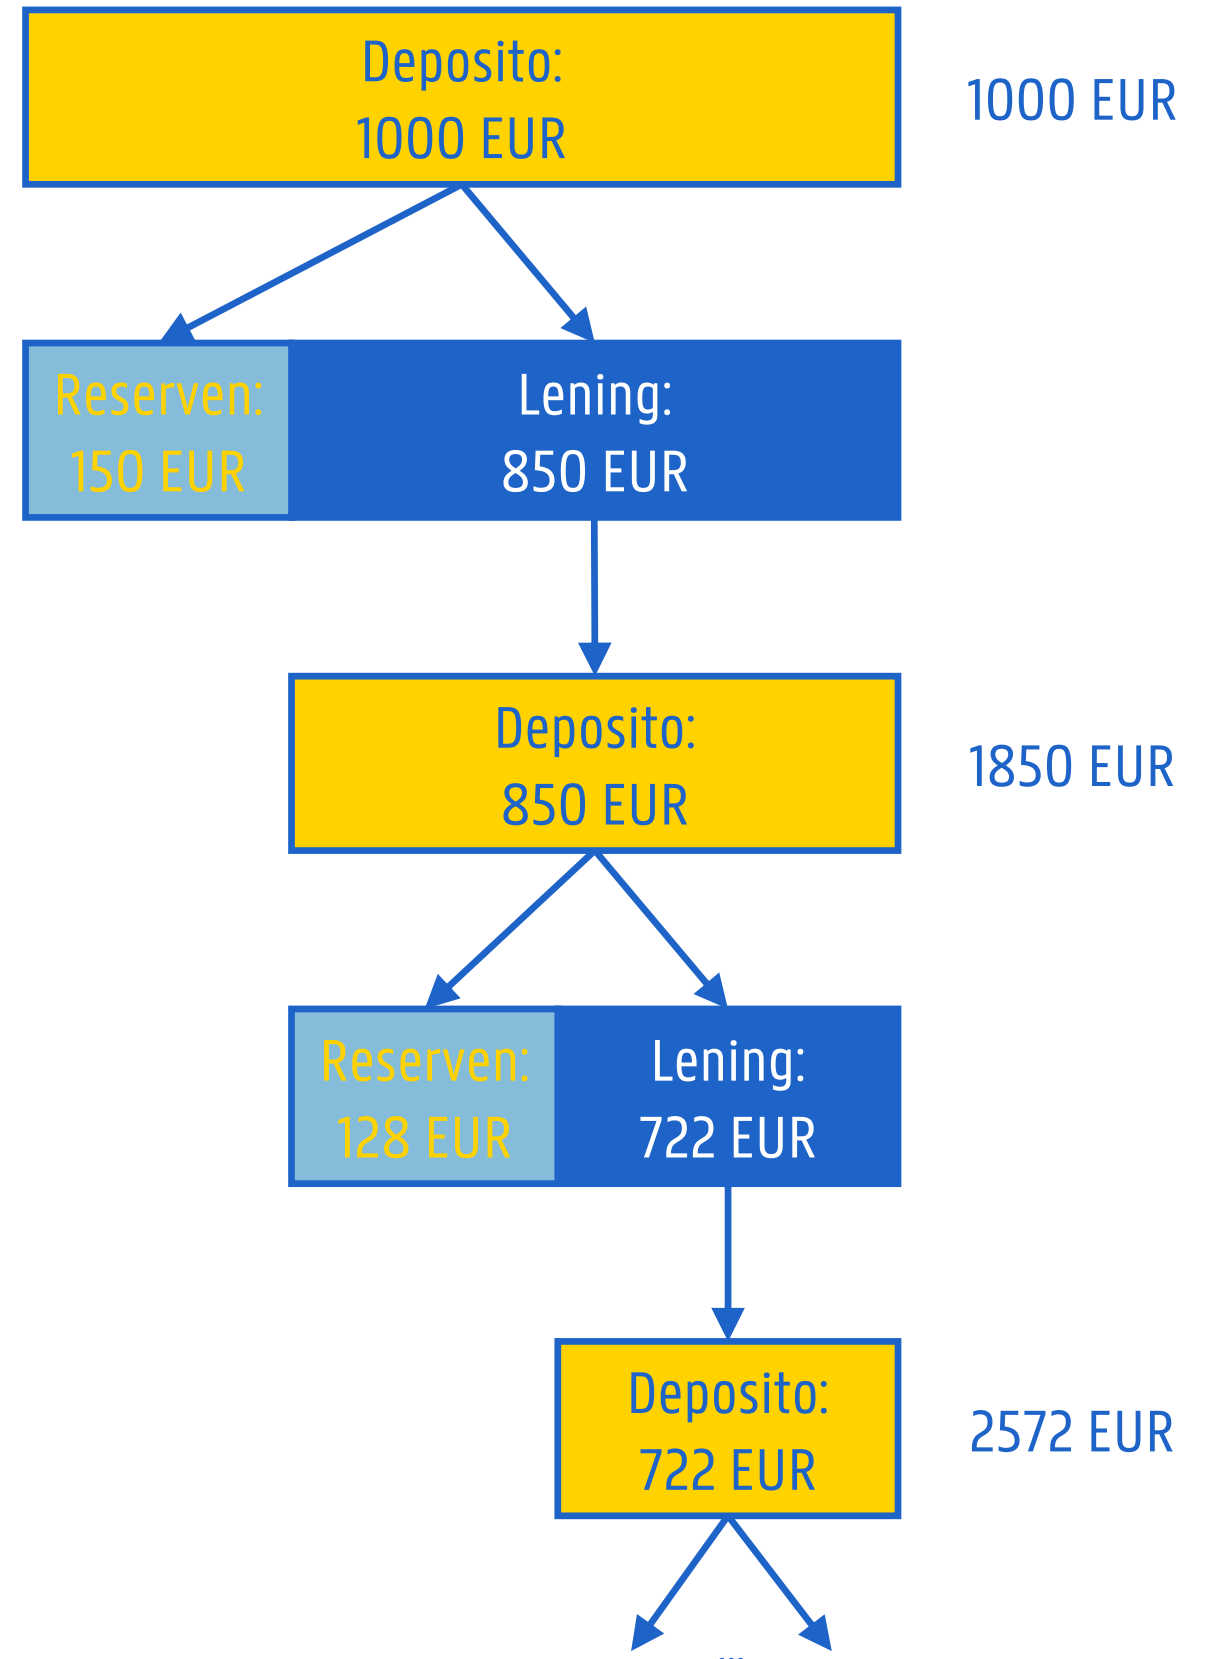 Deposito:
1000 EUR
1000 EUR
Reserven:
150 EUR
Lening:
850 EUR
Deposito:
850 EUR
1850 EUR
Reserven:
128 EUR
Lening:
722 EUR
Deposito:
722 EUR
2572 EUR
...